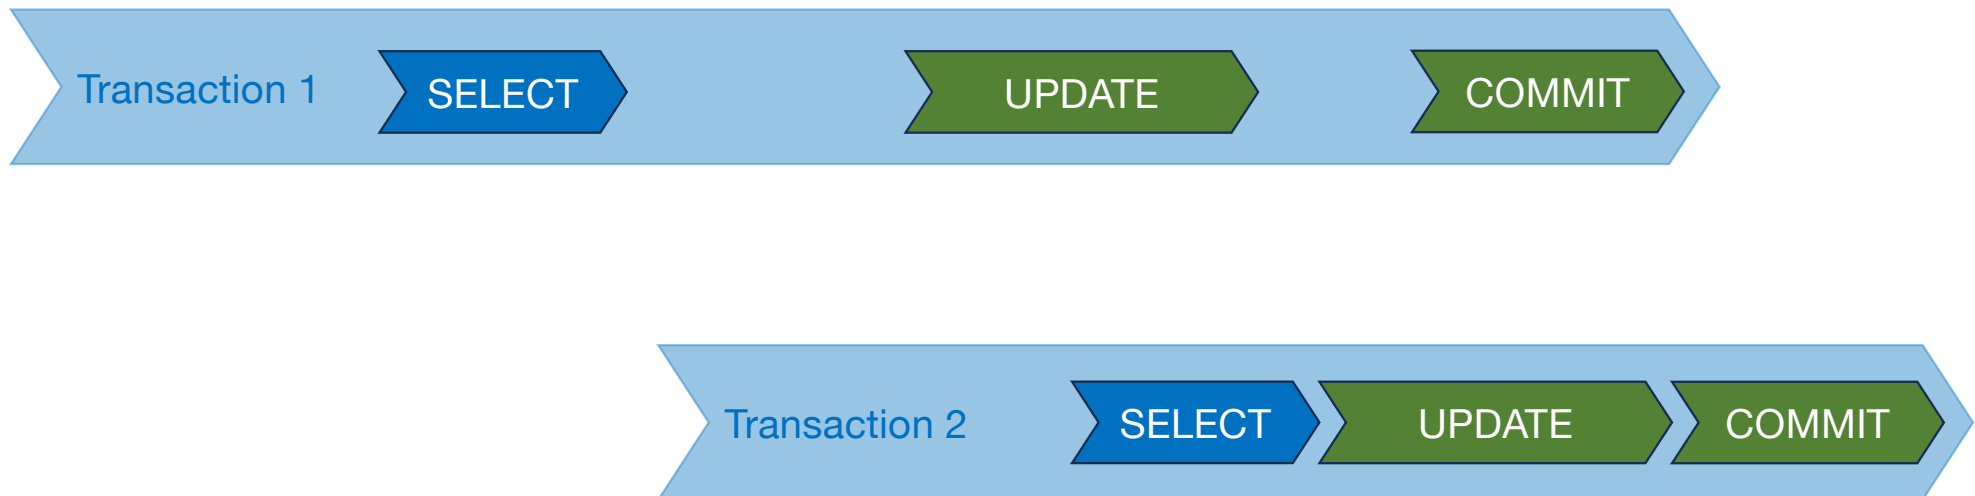 Transaction 1 SELECT UPDATE COMMIT
Transaction 2 SELECT UPDATE COMMIT